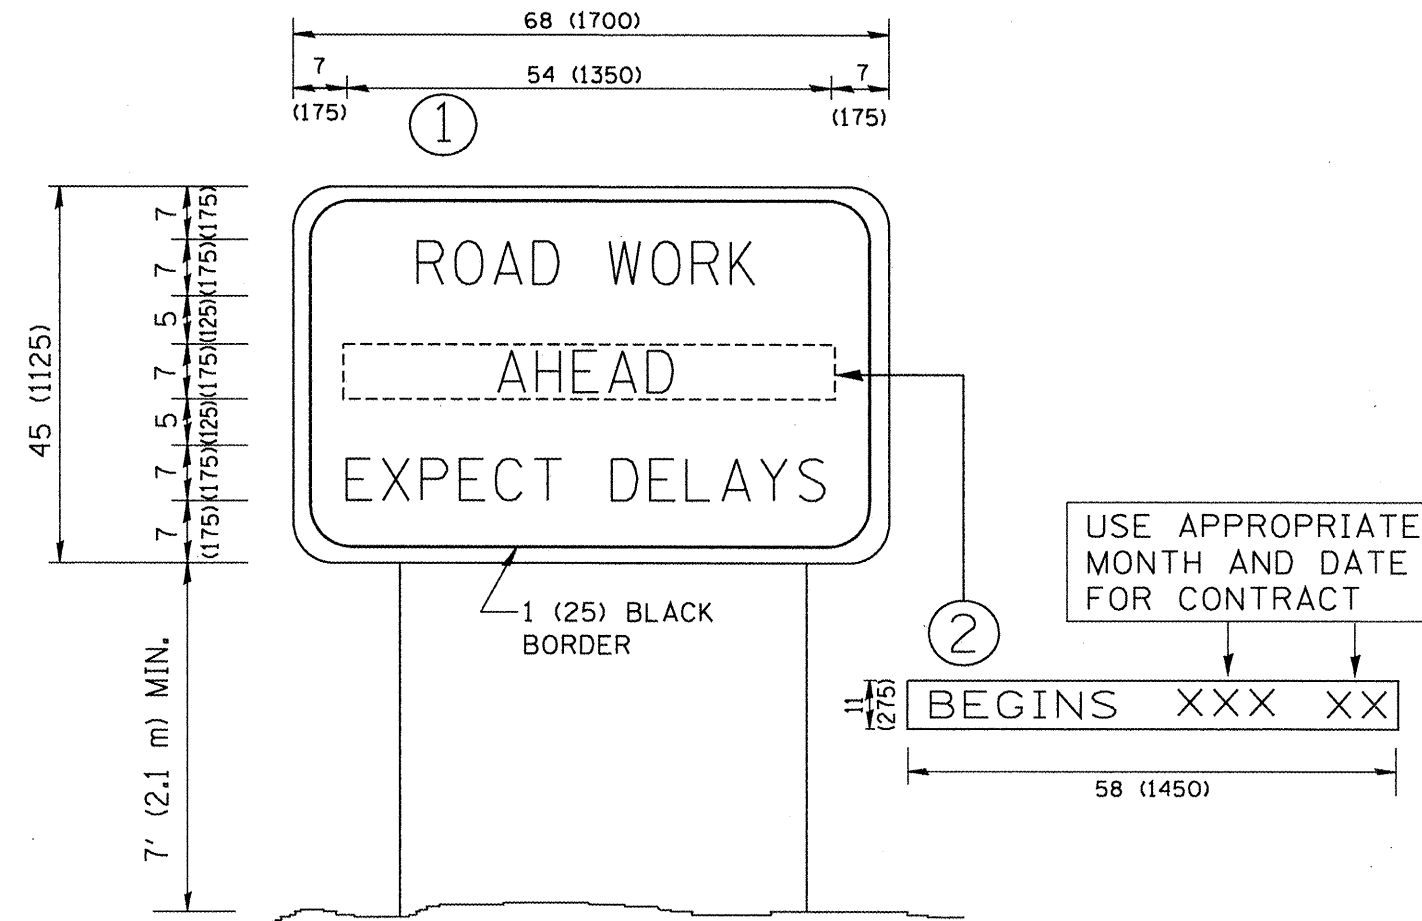 68 (1700)
7
54 (1350)
7
(175)
(175)
1
7
(175)
7
(175)
5
(125)
7
(175)
5
(125)
7
(175)
7
(175)
45 (1125)
ROAD WORK
AHEAD
EXPECT DELAYS
1 (25) BLACK
BORDER
7' (2.1 m) MIN.
USE APPROPRIATE
MONTH AND DATE
FOR CONTRACT
2
11
(275)
BEGINS XXX XX
58 (1450)